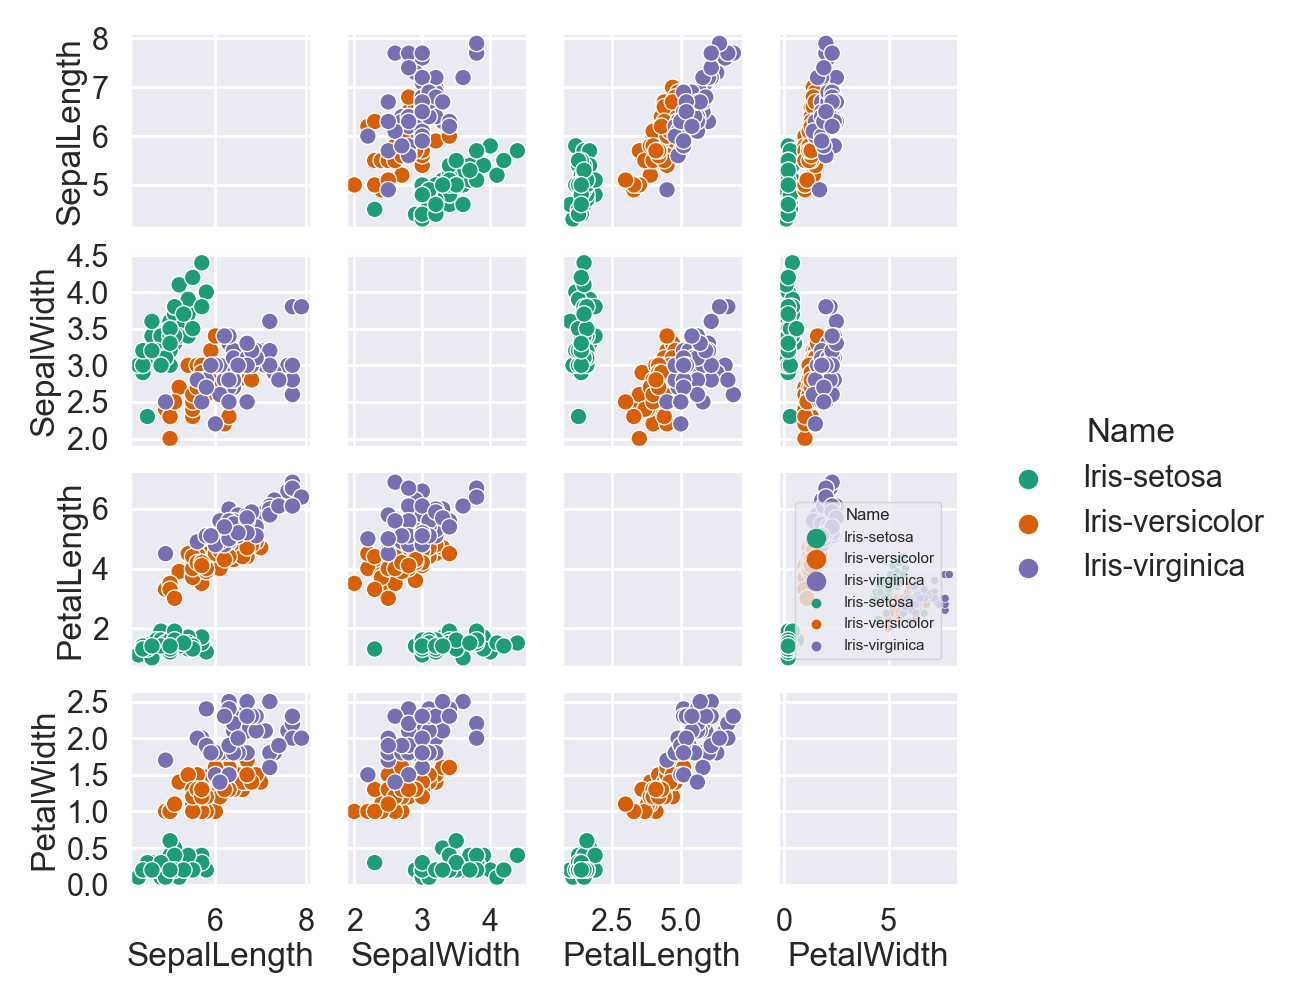 8
7
6
5
SepalLength
4.5
4.0
3.5
3.0
2.5
2.0
SepalWidth
6
4
2
PetalLength
2.5
2.0
1.5
1.0
0.5
0.0
PetalWidth
6 8
SepalLength
2 3 4
SepalWidth
2.5 5.0
PetalLength
0 5
PetalWidth
Name
Iris-setosa
Iris-versicolor
Iris-virginica
Iris-setosa
Iris-versicolor
Iris-virginica
Name
Iris-setosa
Iris-versicolor
Iris-virginica